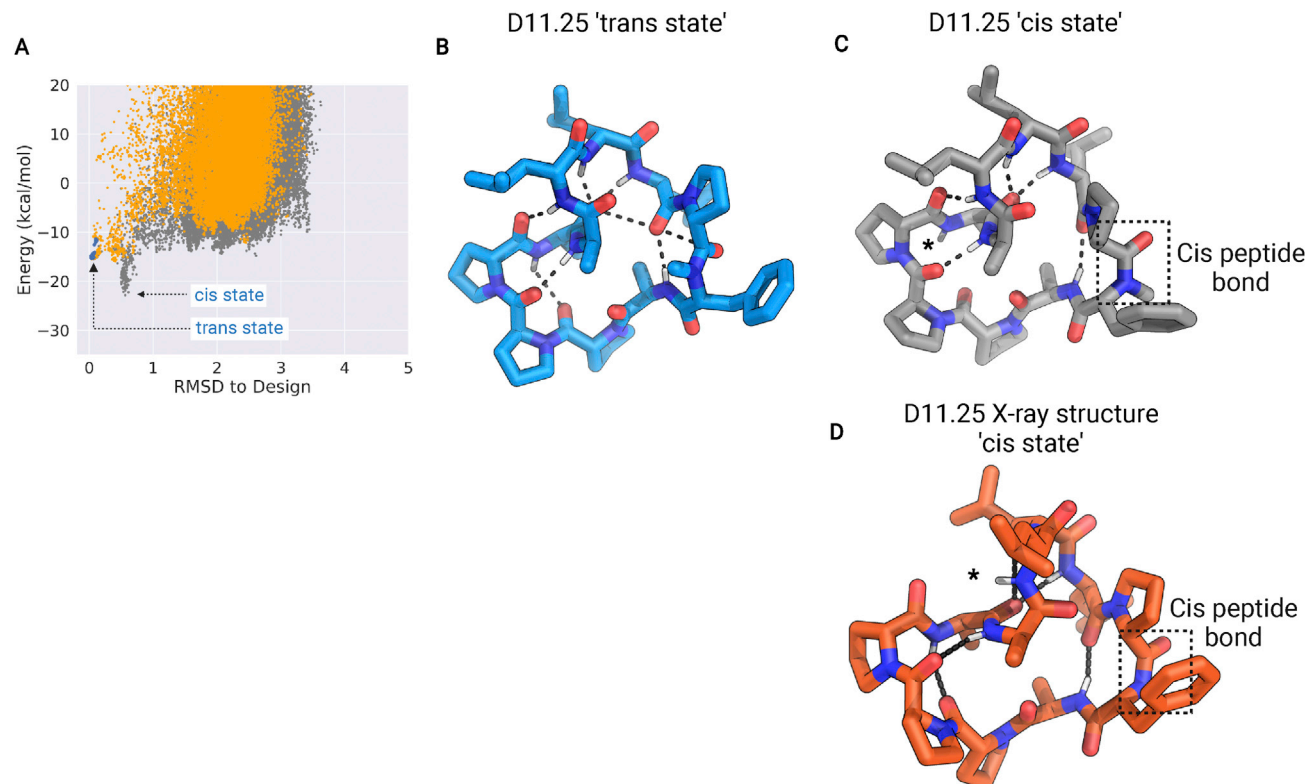 A
20
10
0
−10
−20
−30
Energy (kcal/mol)
cis state
trans state
0 1 2 3 4 5
RMSD to Design
D11.25 'trans state'
B
D11.25 'cis state'
C
*
Cis peptide
bond
D11.25 X-ray structure
'cis state'
D
*
Cis peptide
bond